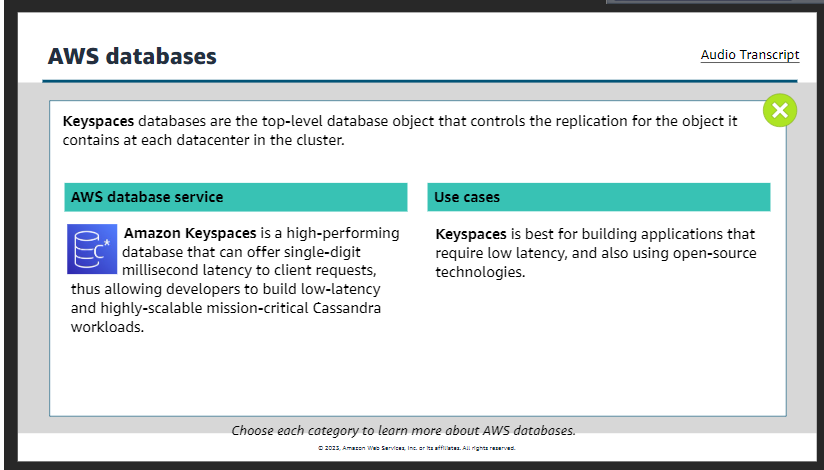 AWS databases
Audio Transcript
Keyspaces databases are the top-level database object that controls the replication for the object it
contains at each datacenter in the cluster.
AWS database service
Use cases
Amazon Keyspaces is a high-performing
database that can offer single-digit
millisecond latency to client requests,
thus allowing developers to build low-latency
and highly-scalable mission-critical Cassandra
workloads.
Keyspaces is best for building applications that
require low latency, and also using open-source
technologies.
Choose each category to learn more about AWS databases.
© 2023, Amazon Web Services, Inc. or its affiliates. All rights reserved.